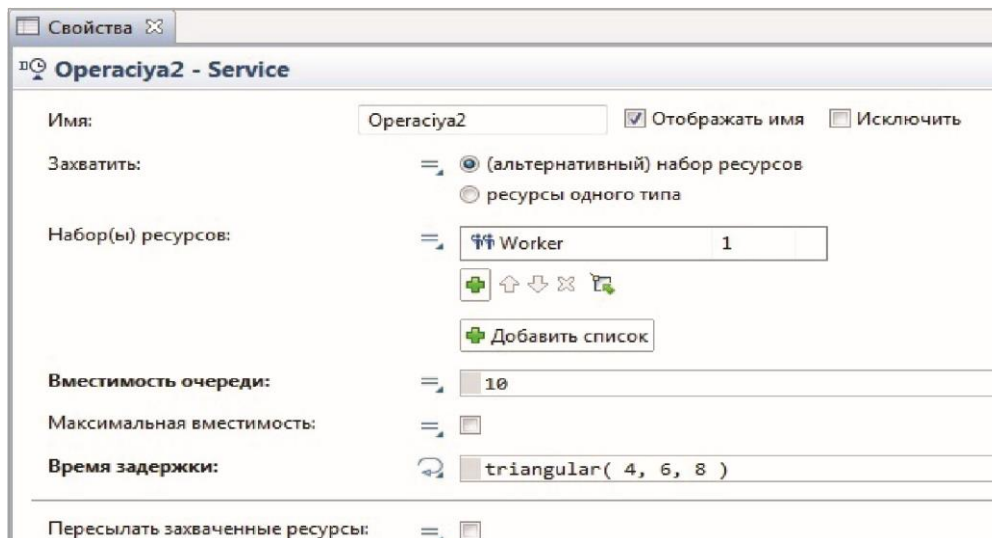 Свойства
Operaciya2 - Service
Имя: Operaciya2 Отображать имя Исключить
Захватить: (альтернативный) набор ресурсов
ресурсы одного типа
Набор(ы) ресурсов: Worker 1
Добавить список
Вместимость очереди: 10
Максимальная вместимость:
Время задержки: triangular( 4, 6, 8 )
Пересылать захваченные ресурсы: